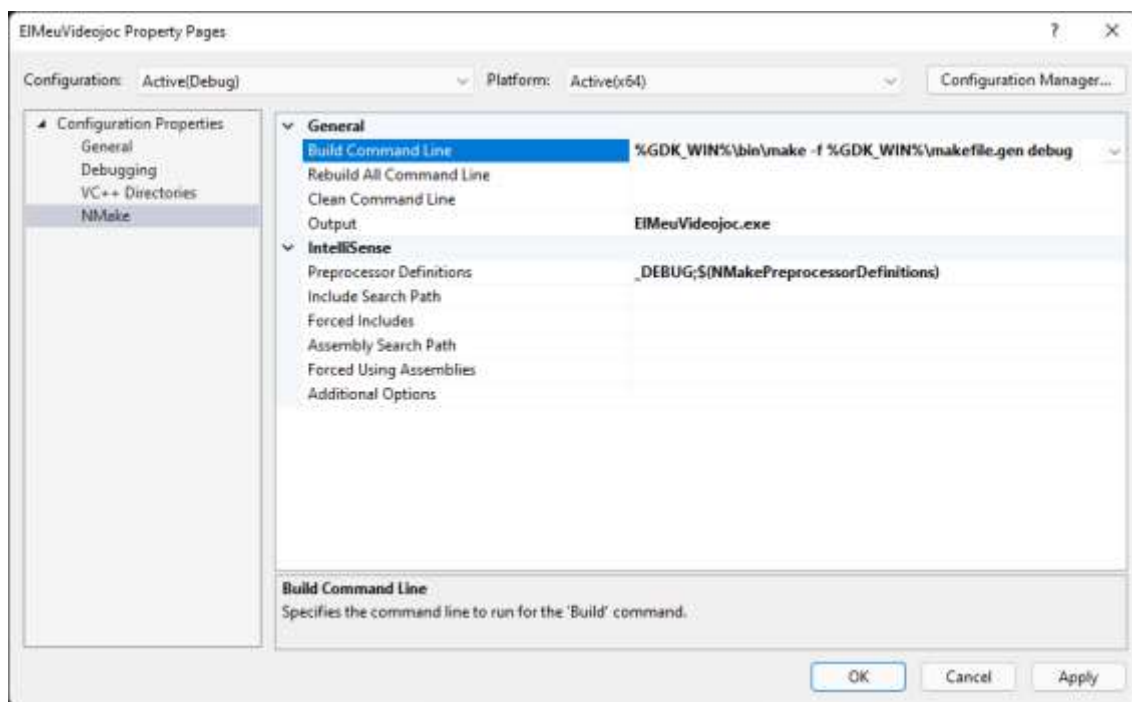 ElMeuVideojoc Property Pages
? ×
Configuration: Active(Debug) Platform: Active(x64) Configuration Manager...
Configuration Properties
General
Debugging
VC++ Directories
NMake
General
Build Command Line %GDK_WIN%\bin\make -f %GDK_WIN%\makefile.gen debug
Rebuild All Command Line
Clean Command Line
Output ElMeuVideojoc.exe
IntelliSense
Preprocessor Definitions _DEBUG;$(NMakePreprocessorDefinitions)
Include Search Path
Forced Includes
Assembly Search Path
Forced Using Assemblies
Additional Options
Build Command Line
Specifies the command line to run for the 'Build' command.
OK Cancel Apply